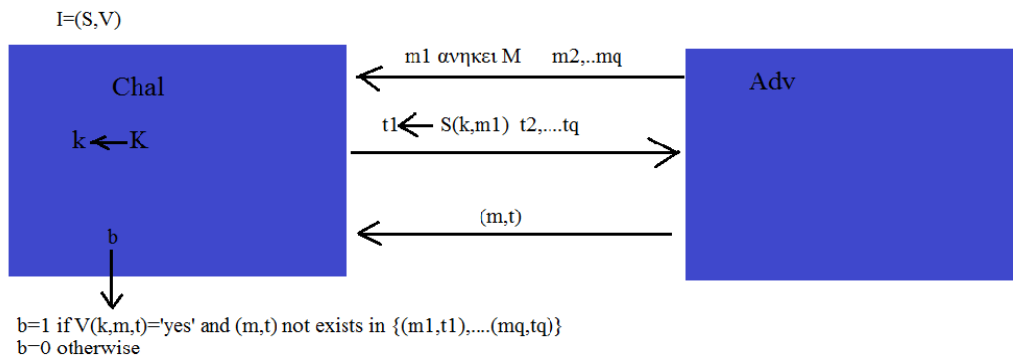 I=(S,V)
m1 ανηκει M m2,..mq
Chal
Adv
t1 S(k,m1) t2,....tq
k K
(m,t)
b
b=1 if V(k,m,t)='yes' and (m,t) not exists in {(m1,t1),....(mq,tq)}
b=0 otherwise